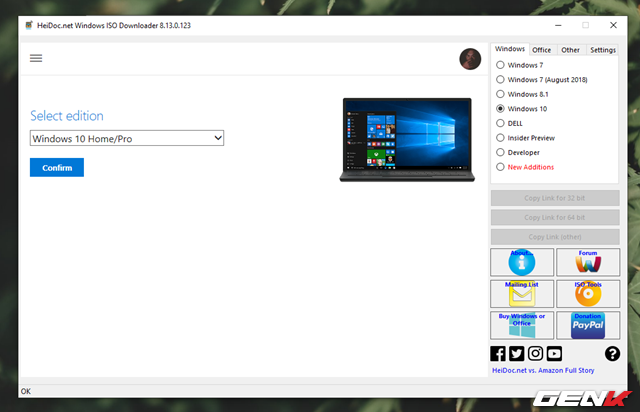 HeiDoc.net Windows ISO Downloader 8.13.0.123
Select edition
Windows 10 Home/Pro
Confirm
Windows Office Other Settings
Windows 7
Windows 7 (August 2018)
Windows 8.1
Windows 10
DELL
Insider Preview
Developer
New Additions
Copy Link for 32 bit
Copy Link for 64 bit
Copy Link (other)
About...
Forum
Mailing List
ISO Tools
Buy Windows or
Office
Donation
PayPal
HeiDoc.net vs. Amazon Full Story
OK
GENK